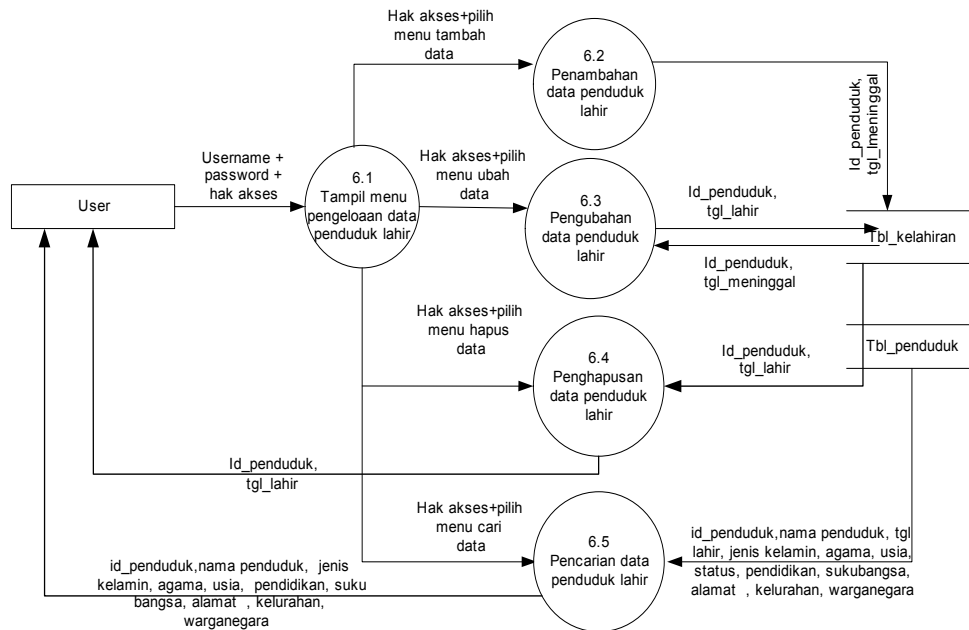 Hak akses+pilih
menu tambah
data
6.2
Penambahan
data penduduk
lahir
Id_penduduk,
tgl_lmeninggal
Username +
password +
hak akses
User
6.1
Tampil menu
pengeloaan data
penduduk lahir
Hak akses+pilih
menu ubah
data
6.3
Pengubahan
data penduduk
lahir
Id_penduduk,
tgl_lahir
Tbl_kelahiran
Id_penduduk,
tgl_meninggal
Hak akses+pilih
menu hapus
data
6.4
Penghapusan
data penduduk
lahir
Id_penduduk,
tgl_lahir
Tbl_penduduk
Id_penduduk,
tgl_lahir
Hak akses+pilih
menu cari
data
6.5
Pencarian data
penduduk lahir
id_penduduk,nama penduduk, tgl
lahir, jenis kelamin, agama, usia,
status, pendidikan, sukubangsa,
alamat , kelurahan,
warganegara
id_penduduk,nama penduduk, jenis
kelamin, agama, usia, pendidikan, suku
bangsa, alamat , kelurahan,
warganegara